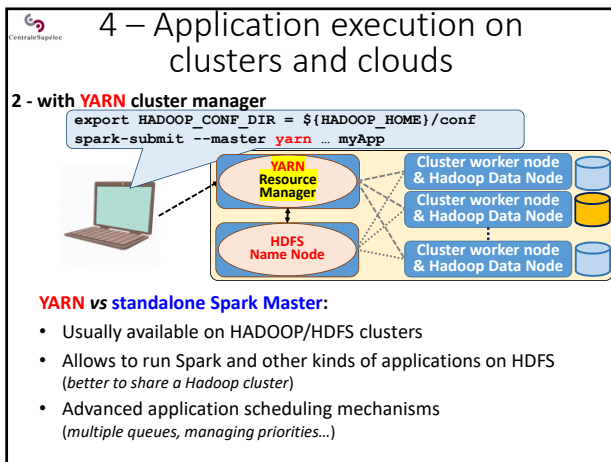 CentraleSupélec
4 – Application execution on
clusters and clouds
2 - with YARN cluster manager
export HADOOP_CONF_DIR = ${HADOOP_HOME}/conf
spark-submit --master yarn … myApp
YARN
Resource
Manager
HDFS
Name Node
Cluster worker node
& Hadoop Data Node
Cluster worker node
& Hadoop Data Node
Cluster worker node
& Hadoop Data Node
YARN vs standalone Spark Master:
• Usually available on HADOOP/HDFS clusters
• Allows to run Spark and other kinds of applications on HDFS
(better to share a Hadoop cluster)
• Advanced application scheduling mechanisms
(multiple queues, managing priorities…)